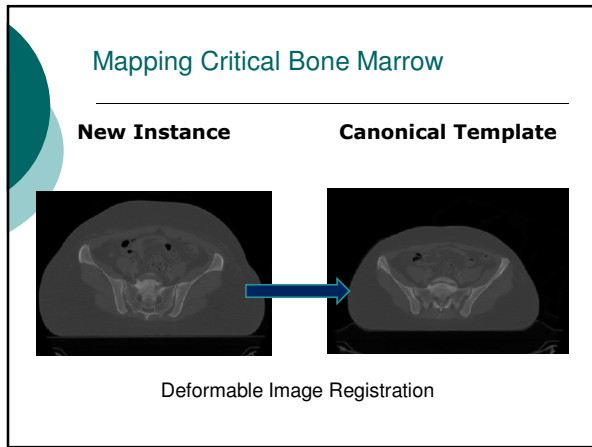 Mapping Critical Bone Marrow
New Instance
Canonical Template
Deformable Image Registration